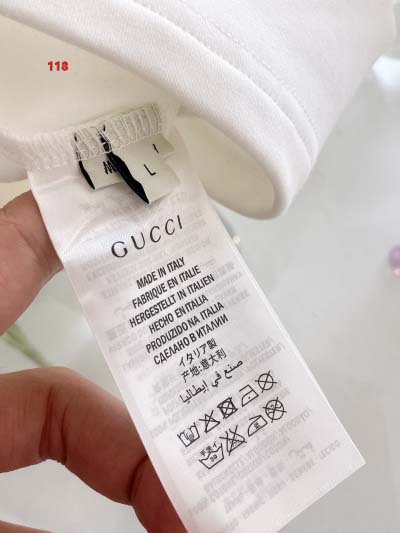 118
M
L
GUCCI
MADE IN ITALY
FABRIQUE EN ITALIE
HERGESTELLT IN ITALIEN
HECHO EN ITALIA
PRODUZIDO NA ITALIA
СДЕЛАНО В ИТАЛИИ
イタリア製
产地:意大利
صنع في إيطاليا